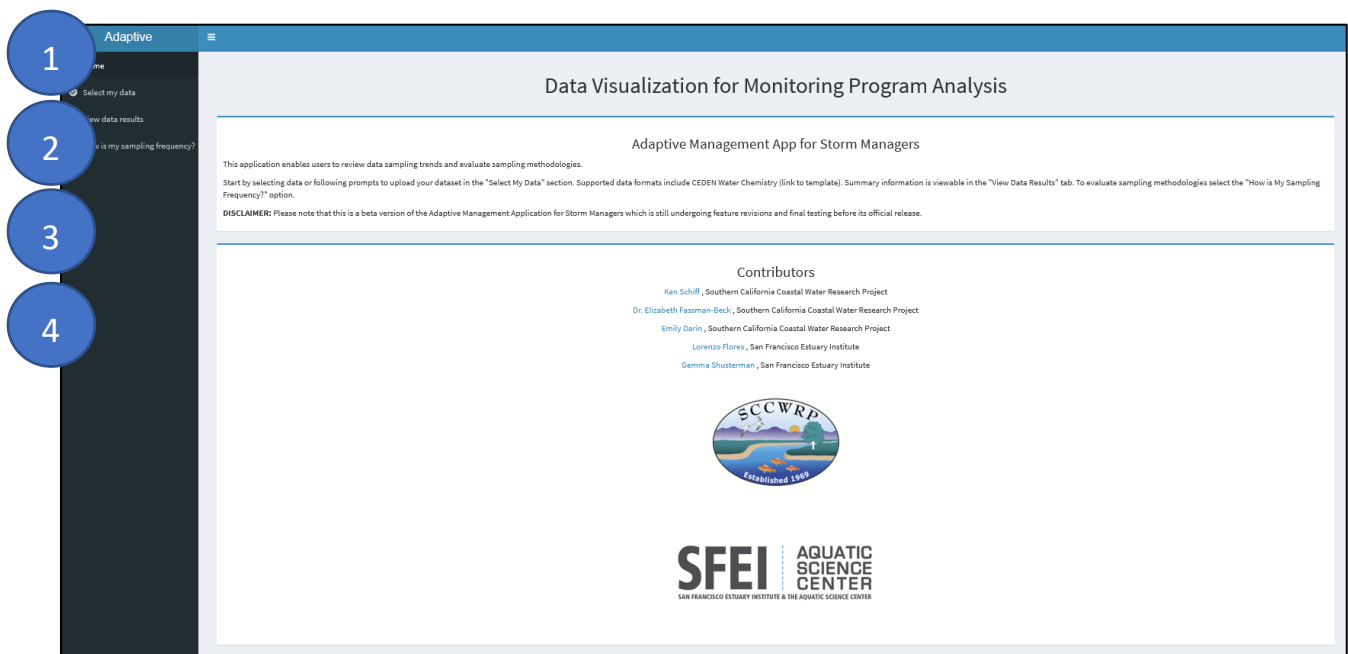 1
2
3
4
Adaptive
me
Select my data
ew data results
is my sampling frequency?
Data Visualization for Monitoring Program Analysis
Adaptive Management App for Storm Managers
This application enables users to review data sampling trends and evaluate sampling methodologies.
Start by selecting data or following prompts to upload your dataset in the "Select My Data" section. Supported data formats include CEDEN Water Chemistry (link to template). Summary information is viewable in the "View Data Results" tab. To evaluate sampling methodologies select the "How is My Sampling
Frequency?" option.
DISCLAIMER: Please note that this is a beta version of the Adaptive Management Application for Storm Managers which is still undergoing feature revisions and final testing before its official release.
Contributors
Ken Schiff , Southern California Coastal Water Research Project
Dr. Elizabeth Fassman-Beck , Southern California Coastal Water Research Project
Emily Darin , Southern California Coastal Water Research Project
Lorenzo Flores , San Francisco Estuary Institute
Gemma Shusterman , San Francisco Estuary Institute
SCCWRP
Established 1969
SFEI
AQUATIC
SCIENCE
CENTER
SAN FRANCISCO ESTUARY INSTITUTE & THE AQUATIC SCIENCE CENTER